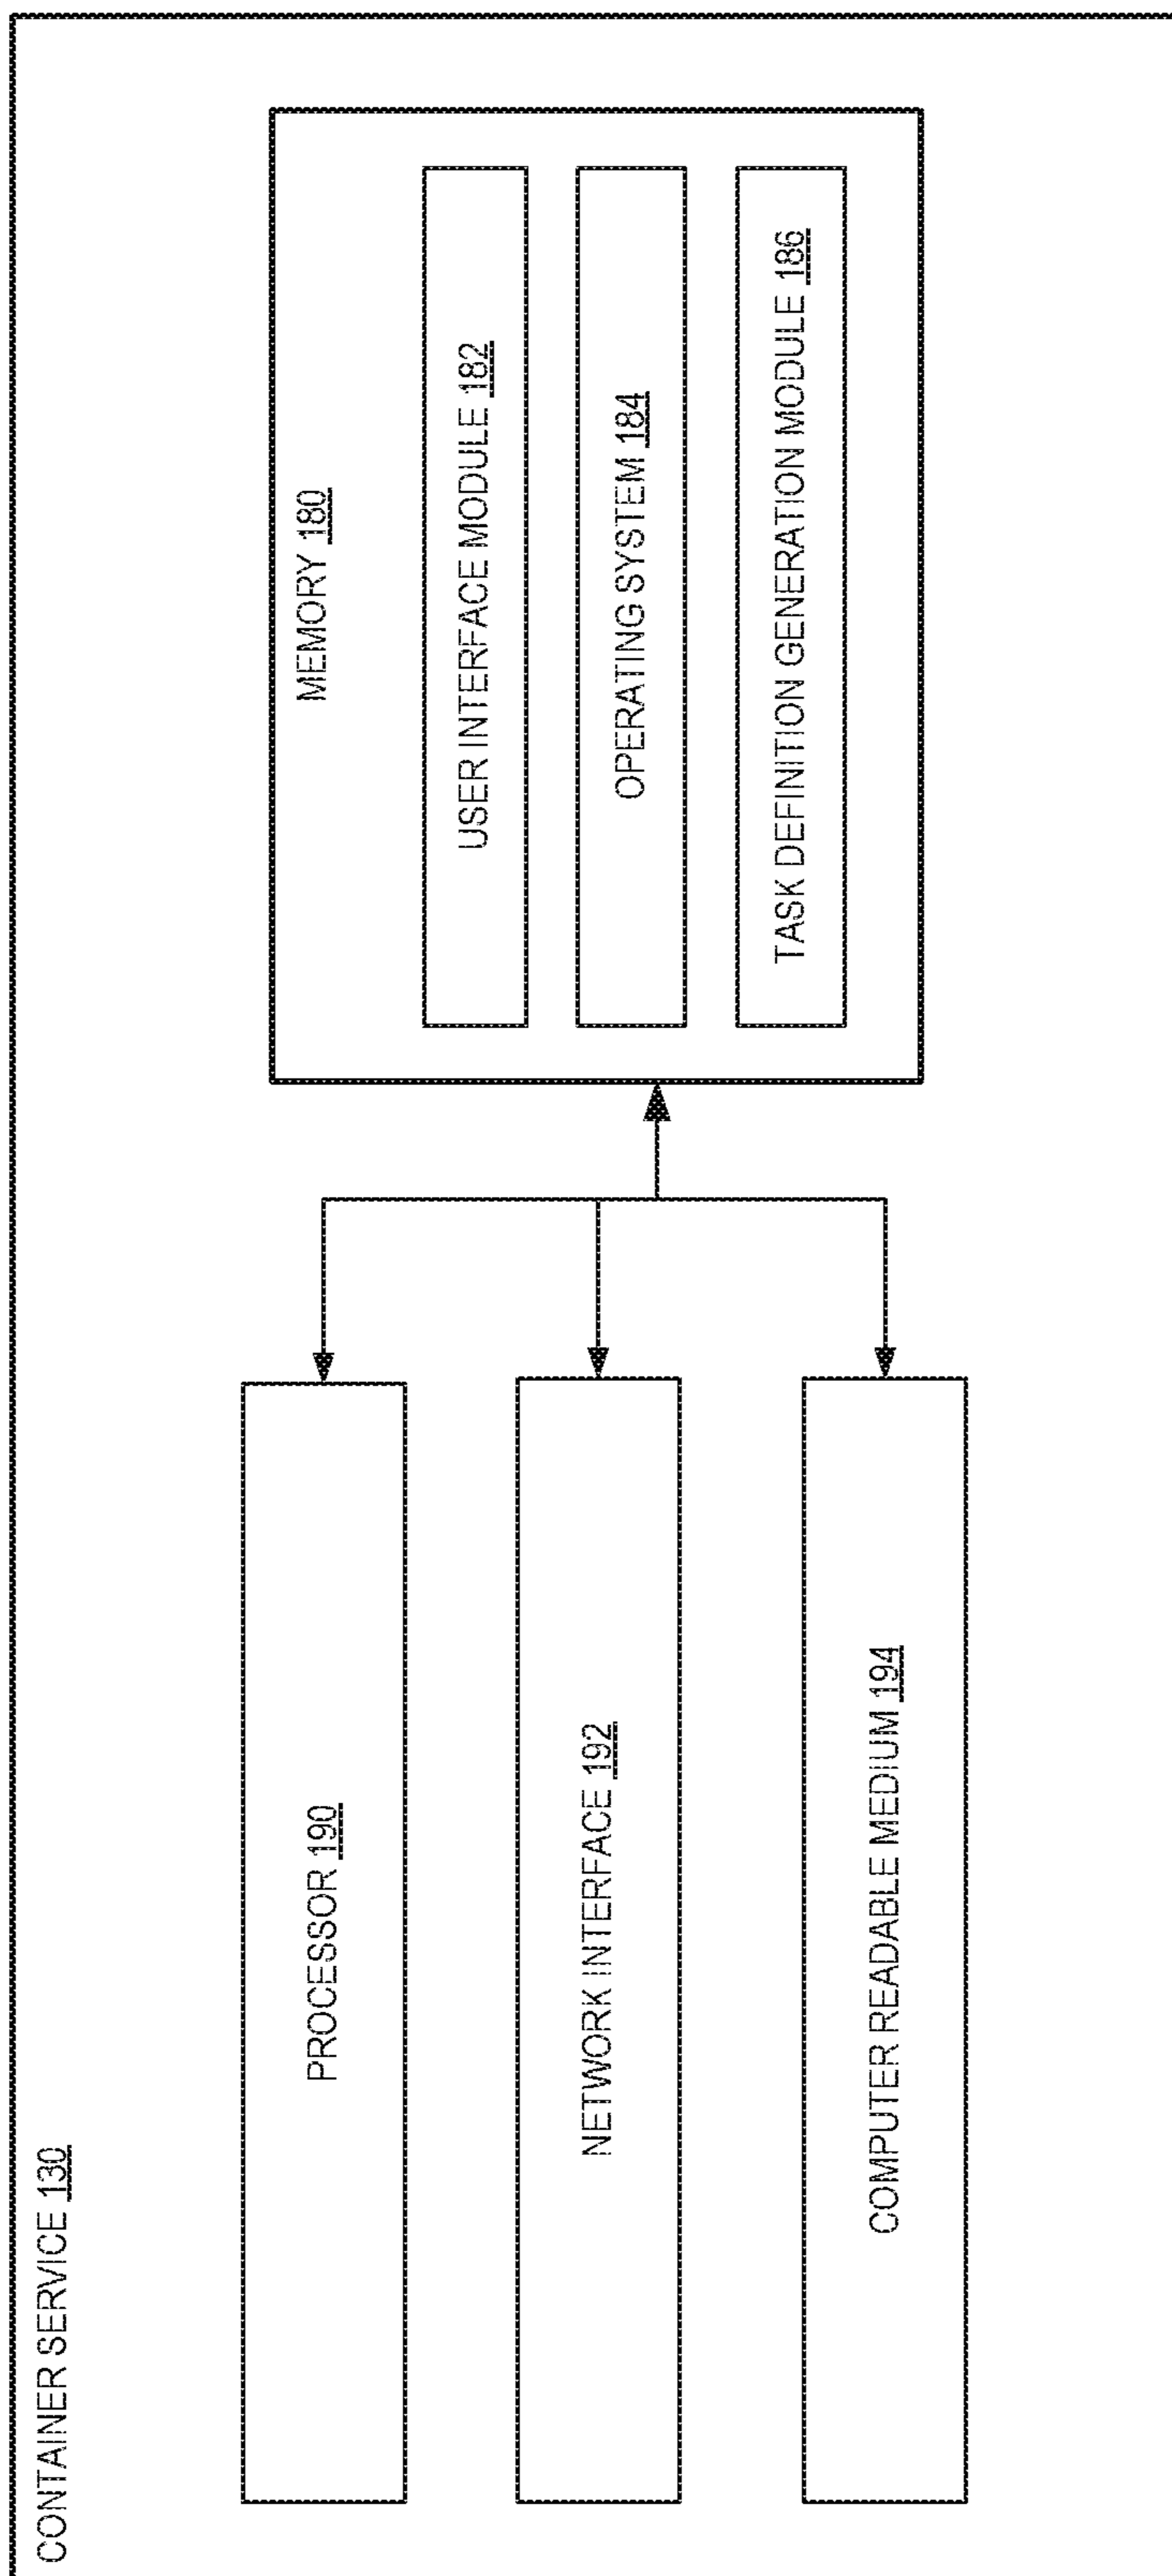 CONTAINER SERVICE 130
PROCESSOR 190
NETWORK INTERFACE 192
COMPUTER READABLE MEDIUM 194
MEMORY 180
USER INTERFACE MODULE 182
OPERATING SYSTEM 184
TASK DEFINITION GENERATION MODULE 186